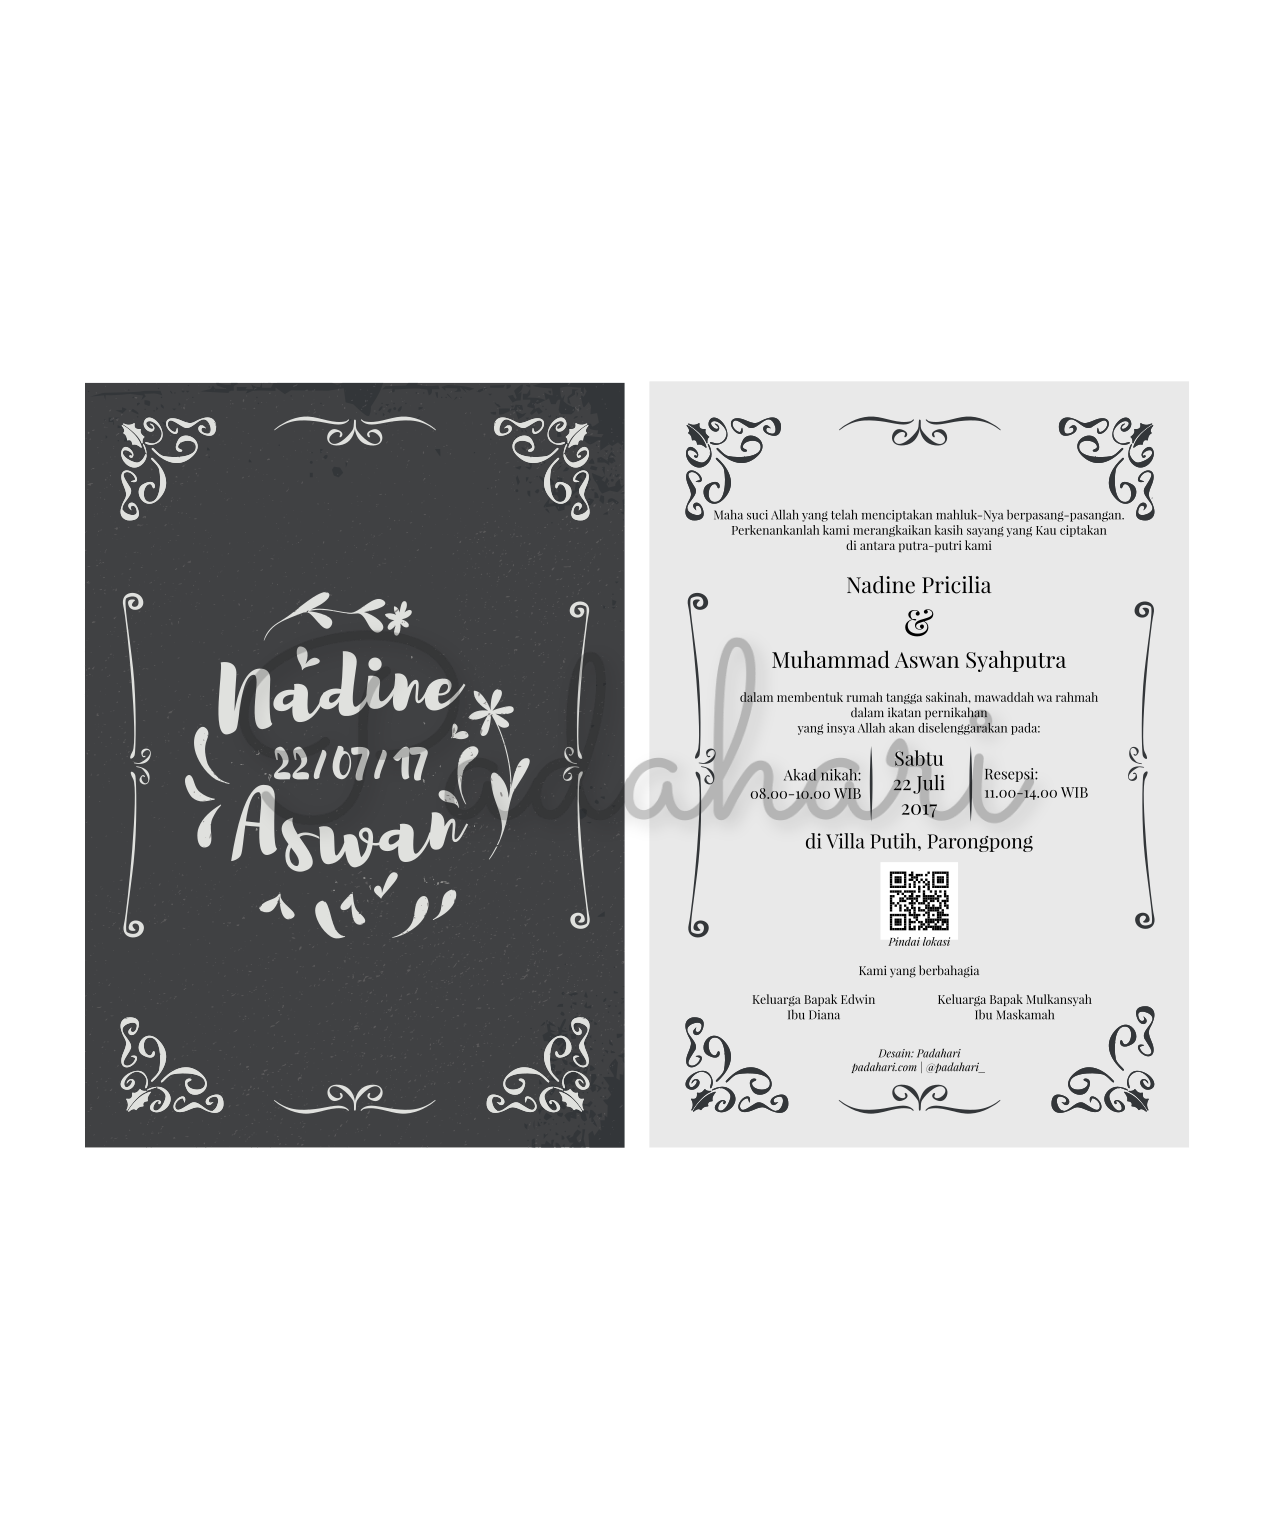 Nadine
22/07/17
Aswan
Padahari
Maha suci Allah yang telah menciptakan mahluk-Nya berpasang-pasangan.
Perkenankanlah kami merangkaikan kasih sayang yang Kau ciptakan
di antara putra-putri kami
Nadine Pricilia
&
Muhammad Aswan Syahputra
dalam membentuk rumah tangga sakinah, mawaddah wa rahmah
dalam ikatan pernikahan
yang insya Allah akan diselenggarakan pada:
Akad nikah:
08.00-10.00 WIB
Sabtu
22 Juli
2017
Resepsi:
11.00-14.00 WIB
di Villa Putih, Parongpong
Pindai lokasi
Kami yang berbahagia
Keluarga Bapak Edwin
Ibu Diana
Keluarga Bapak Mulkansyah
Ibu Maskamah
Desain: Padahari
padahari.com | @padahari_